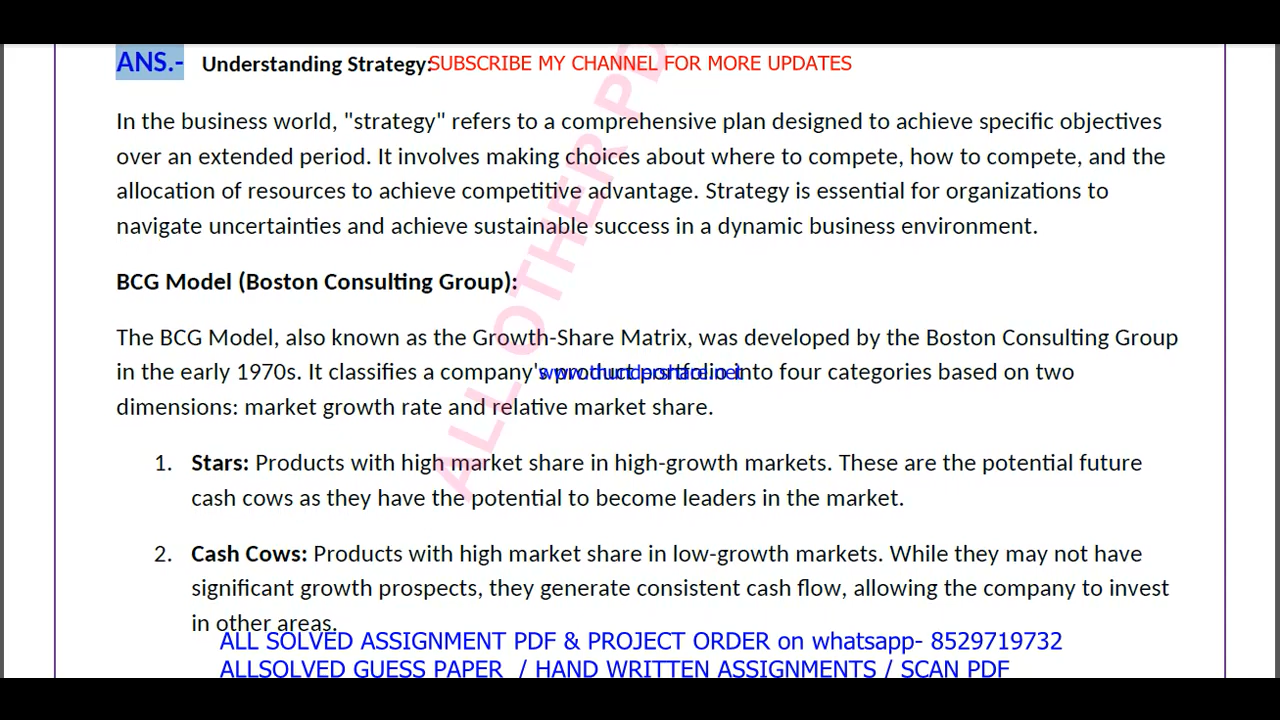 ANS.- Understanding Strategy:SUBSCRIBE MY CHANNEL FOR MORE UPDATES
In the business world, "strategy" refers to a comprehensive plan designed to achieve specific objectives
over an extended period. It involves making choices about where to compete, how to compete, and the
allocation of resources to achieve competitive advantage. Strategy is essential for organizations to
navigate uncertainties and achieve sustainable success in a dynamic business environment.
BCG Model (Boston Consulting Group):
The BCG Model, also known as the Growth-Share Matrix, was developed by the Boston Consulting Group
in the early 1970s. It classifies a company's product portfolio into four categories based on two
dimensions: market growth rate and relative market share.
1. Stars: Products with high market share in high-growth markets. These are the potential future
cash cows as they have the potential to become leaders in the market.
2. Cash Cows: Products with high market share in low-growth markets. While they may not have
significant growth prospects, they generate consistent cash flow, allowing the company to invest
in other areas.
ALL SOLVED ASSIGNMENT PDF & PROJECT ORDER on whatsapp- 8529719732
ALLSOLVED GUESS PAPER / HAND WRITTEN ASSIGNMENTS / SCAN PDF
ALL OTHER PD